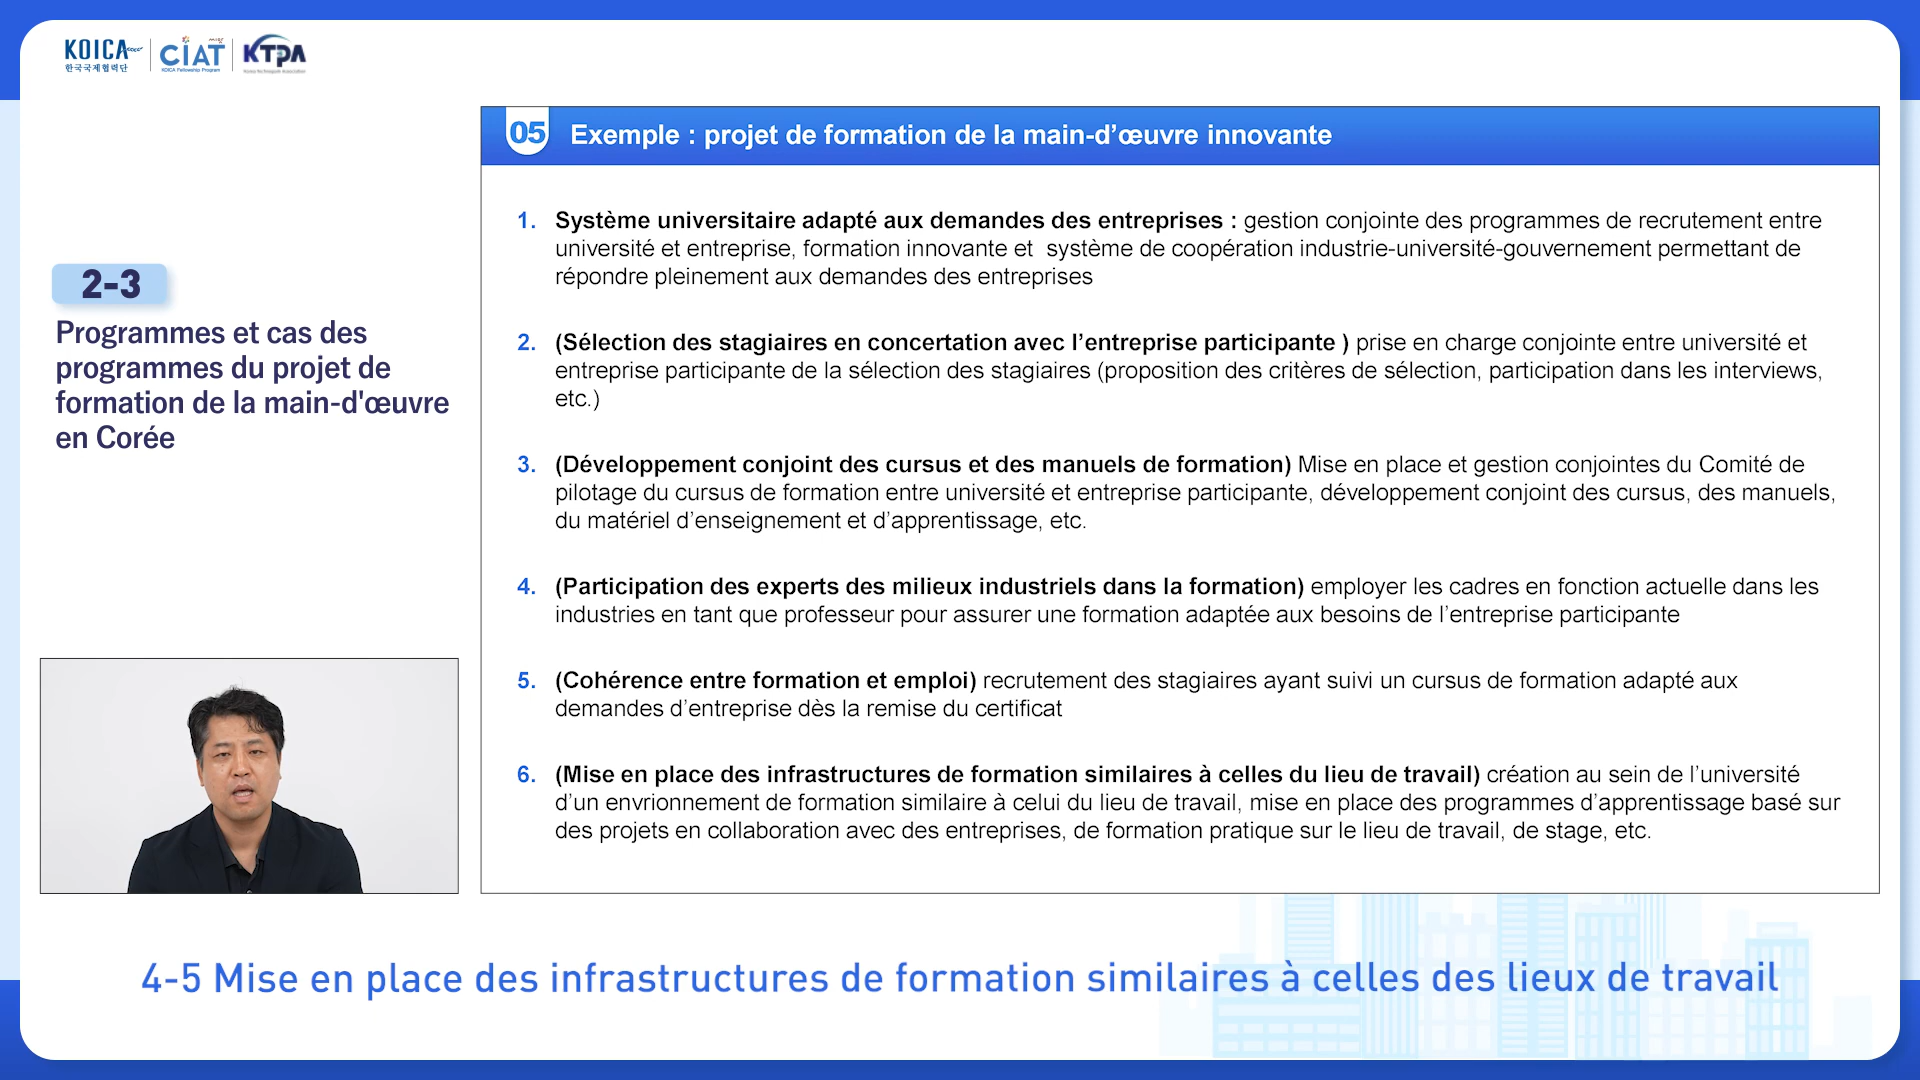 KOICA
한국국제협력단
CIAT
KOICA Fellowship Program
KTPA
05 Exemple : projet de formation de la main-d’œuvre innovante
2-3
Programmes et cas des
programmes du projet de
formation de la main-d'œuvre
en Corée
1. Système universitaire adapté aux demandes des entreprises : gestion conjointe des programmes de recrutement entre
université et entreprise, formation innovante et  système de coopération industrie-université-gouvernement permettant de
répondre pleinement aux demandes des entreprises
2. (Sélection des stagiaires en concertation avec l’entreprise participante ) prise en charge conjointe entre université et
entreprise participante de la sélection des stagiaires (proposition des critères de sélection, participation dans les interviews,
etc.)
3. (Développement conjoint des cursus et des manuels de formation) Mise en place et gestion conjointes du Comité de
pilotage du cursus de formation entre université et entreprise participante, développement conjoint des cursus, des manuels,
du matériel d’enseignement et d’apprentissage, etc.
4. (Participation des experts des milieux industriels dans la formation) employer les cadres en fonction actuelle dans les
industries en tant que professeur pour assurer une formation adaptée aux besoins de l’entreprise participante
5. (Cohérence entre formation et emploi) recrutement des stagiaires ayant suivi un cursus de formation adapté aux
demandes d’entreprise dès la remise du certificat
6. (Mise en place des infrastructures de formation similaires à celles du lieu de travail) création au sein de l’université
d’un envrionnement de formation similaire à celui du lieu de travail, mise en place des programmes d’apprentissage basé sur
des projets en collaboration avec des entreprises, de formation pratique sur le lieu de travail, de stage, etc.
4-5 Mise en place des infrastructures de formation similaires à celles des lieux de travail